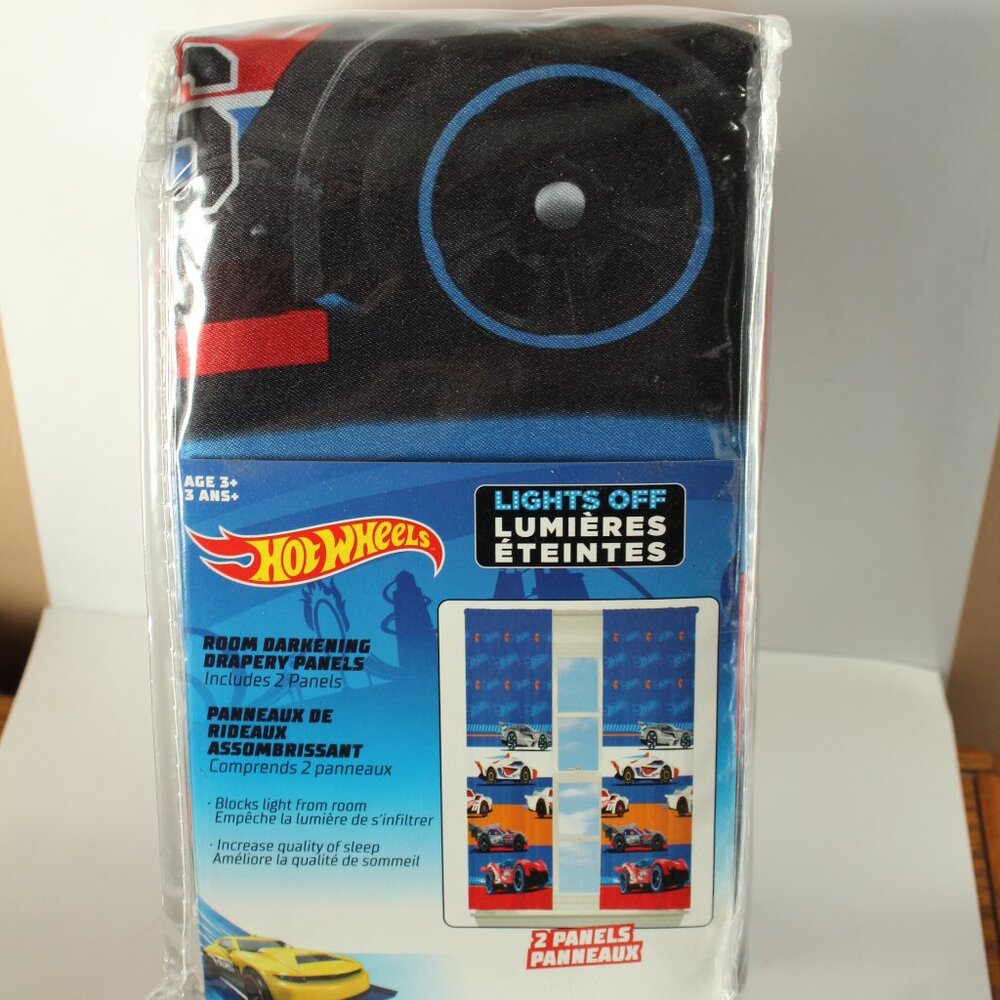 AGE 3+
3 ANS+
HOT WHEELS
LIGHTS OFF
LUMIÈRES
ÉTEINTES
ROOM DARKENING
DRAPERY PANELS
Includes 2 Panels
PANNEAUX DE
RIDEAUX
ASSOMBRISSANT
Comprends 2 panneaux
· Blocks light from room
Empêche la lumière de s'infiltrer
· Increase quality of sleep
Améliore la qualité de sommeil
2 PANELS
PANNEAUX